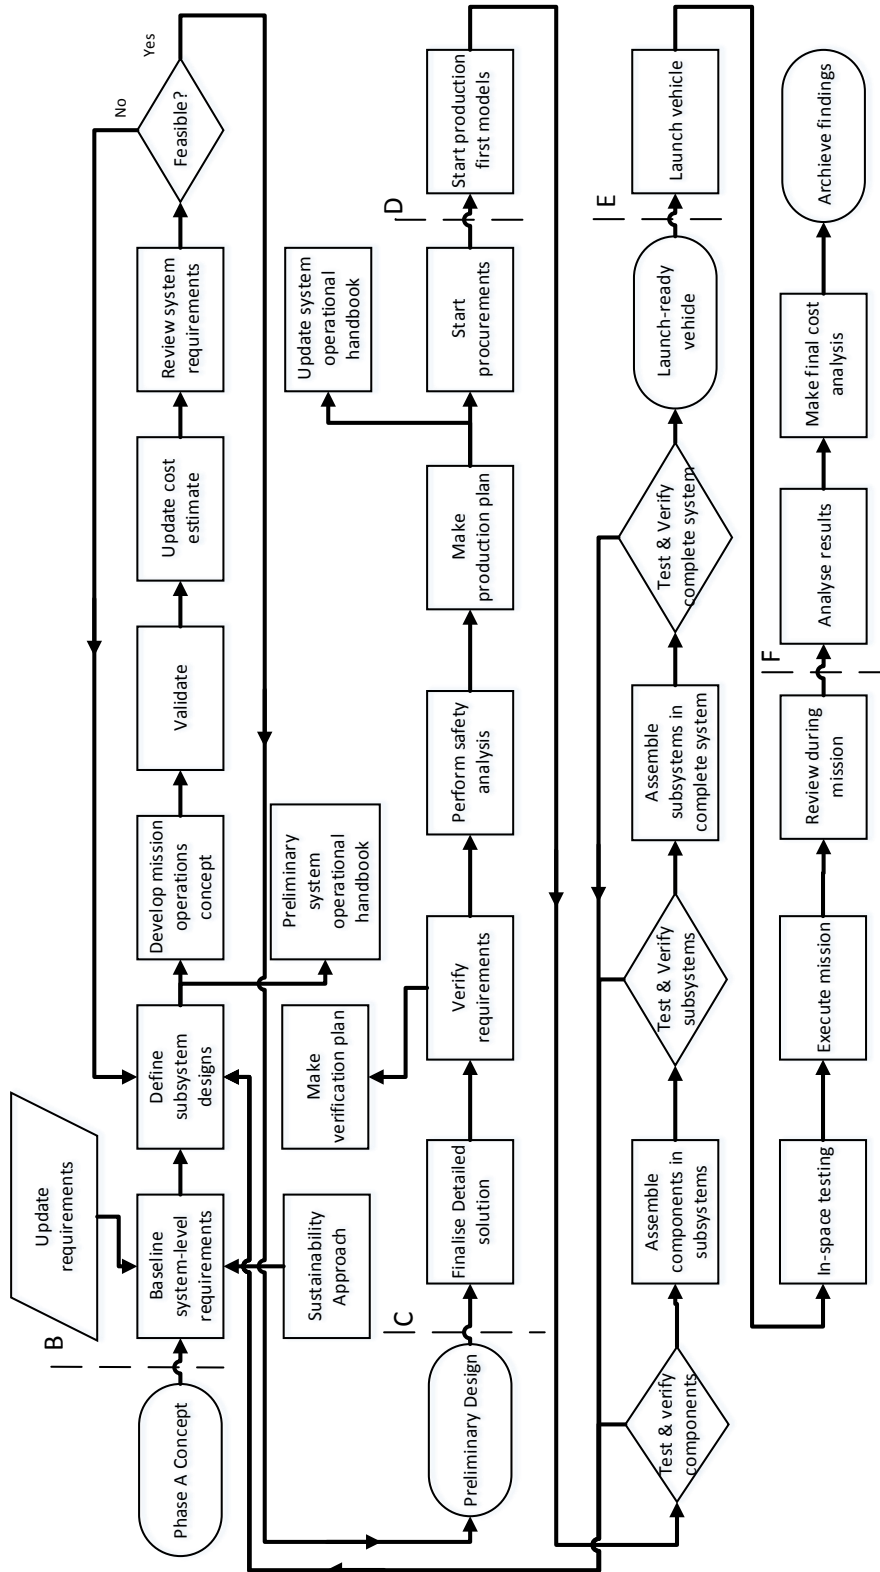 Update
requirements
B
Phase A Concept
Baseline
system-level
requirements
Sustainability
Approach
Define
subsystem
designs
Develop mission
operations
concept
Preliminary
system
operational
handbook
Validate
Update cost
estimate
Review system
requirements
Feasible?
No
Yes
C
Preliminary Design
Finalise Detailed
solution
Make
verification plan
Verify
requirements
Perform safety
analysis
Make
production plan
Update system
operational
handbook
Start
procurements
D
Start production
first models
Test & verify
components
Assemble
components in
subsystems
Test & Verify
subsystems
Assemble
subsystems in
complete system
Test & Verify
complete system
Launch-ready
vehicle
E
Launch vehicle
In-space testing
Execute mission
Review during
mission
F
Analyse results
Make final cost
analysis
Archieve findings